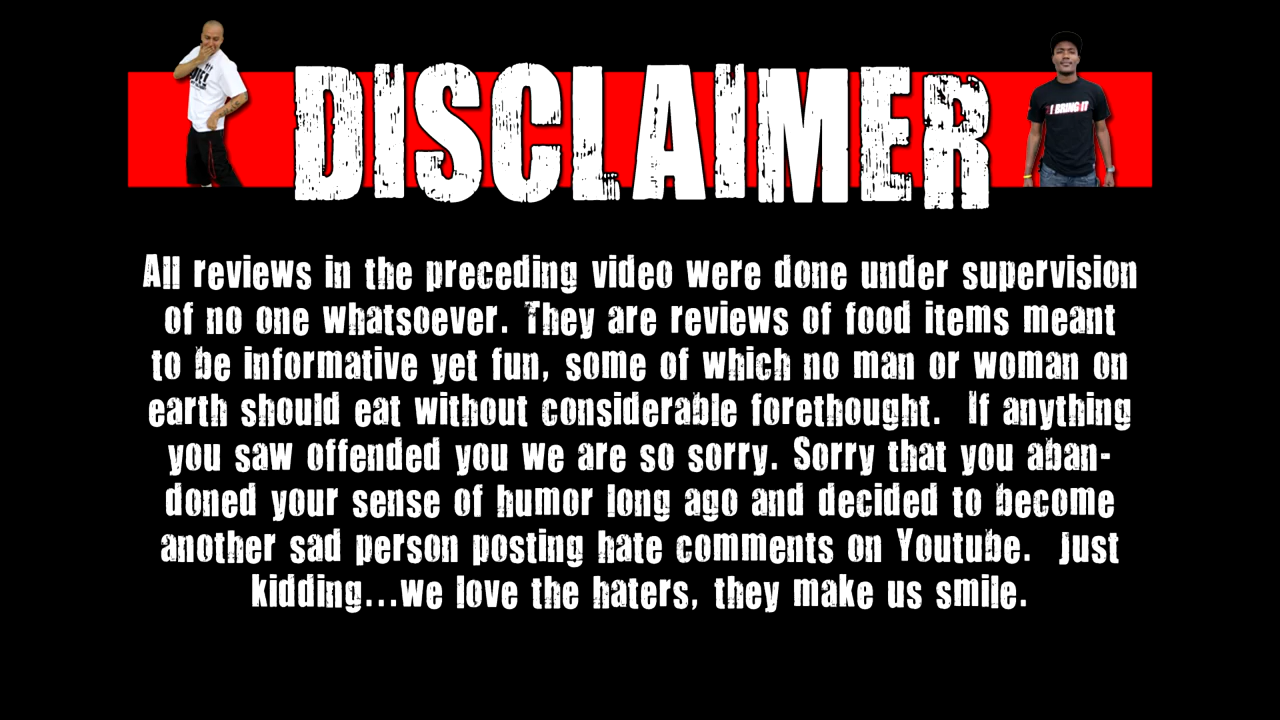 DISCLAIMER
I BRING IT
All reviews in the preceding video were done under supervision
of no one whatsoever. They are reviews of food items meant
to be informative yet fun, some of which no man or woman on
earth should eat without considerable forethought. If anything
you saw offended you we are so sorry. Sorry that you aban-
doned your sense of humor long ago and decided to become
another sad person posting hate comments on Youtube. Just
kidding...we love the haters, they make us smile.